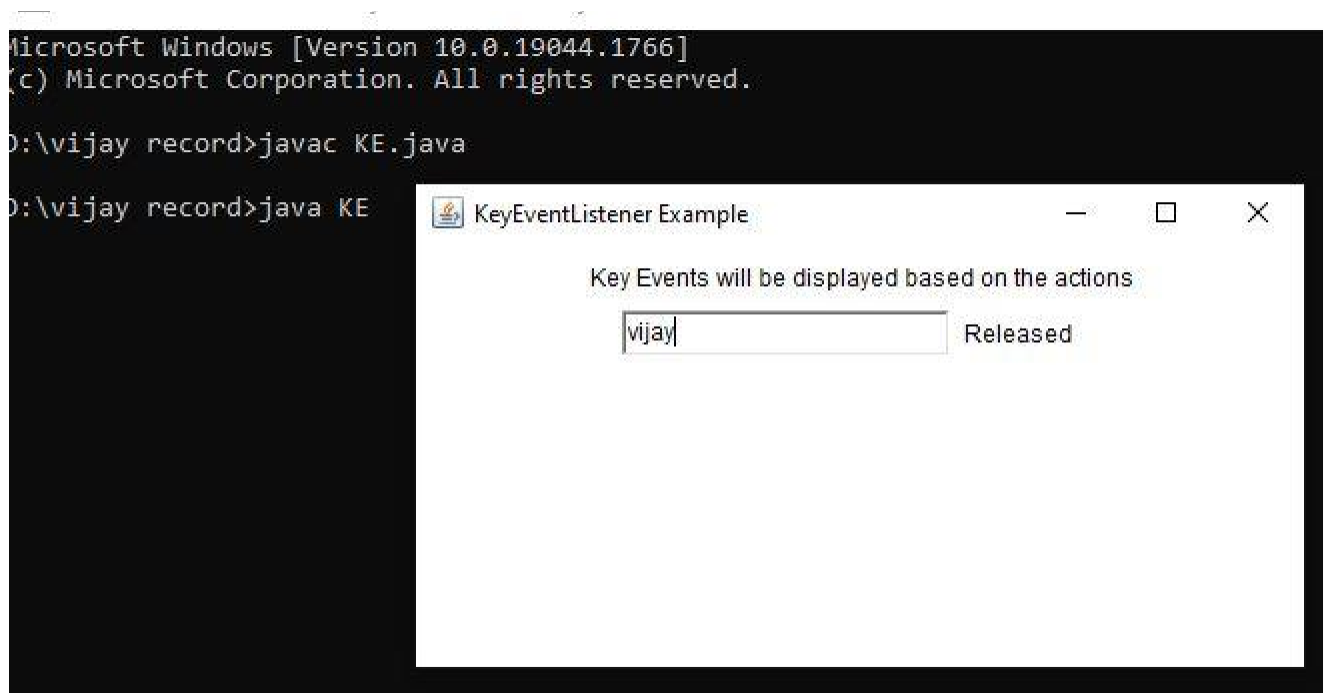 Microsoft Windows [Version 10.0.19044.1766]
(c) Microsoft Corporation. All rights reserved.
D:\vijay record>javac KE.java
D:\vijay record>java KE
KeyEventListener Example
Key Events will be displayed based on the actions
vijay Released